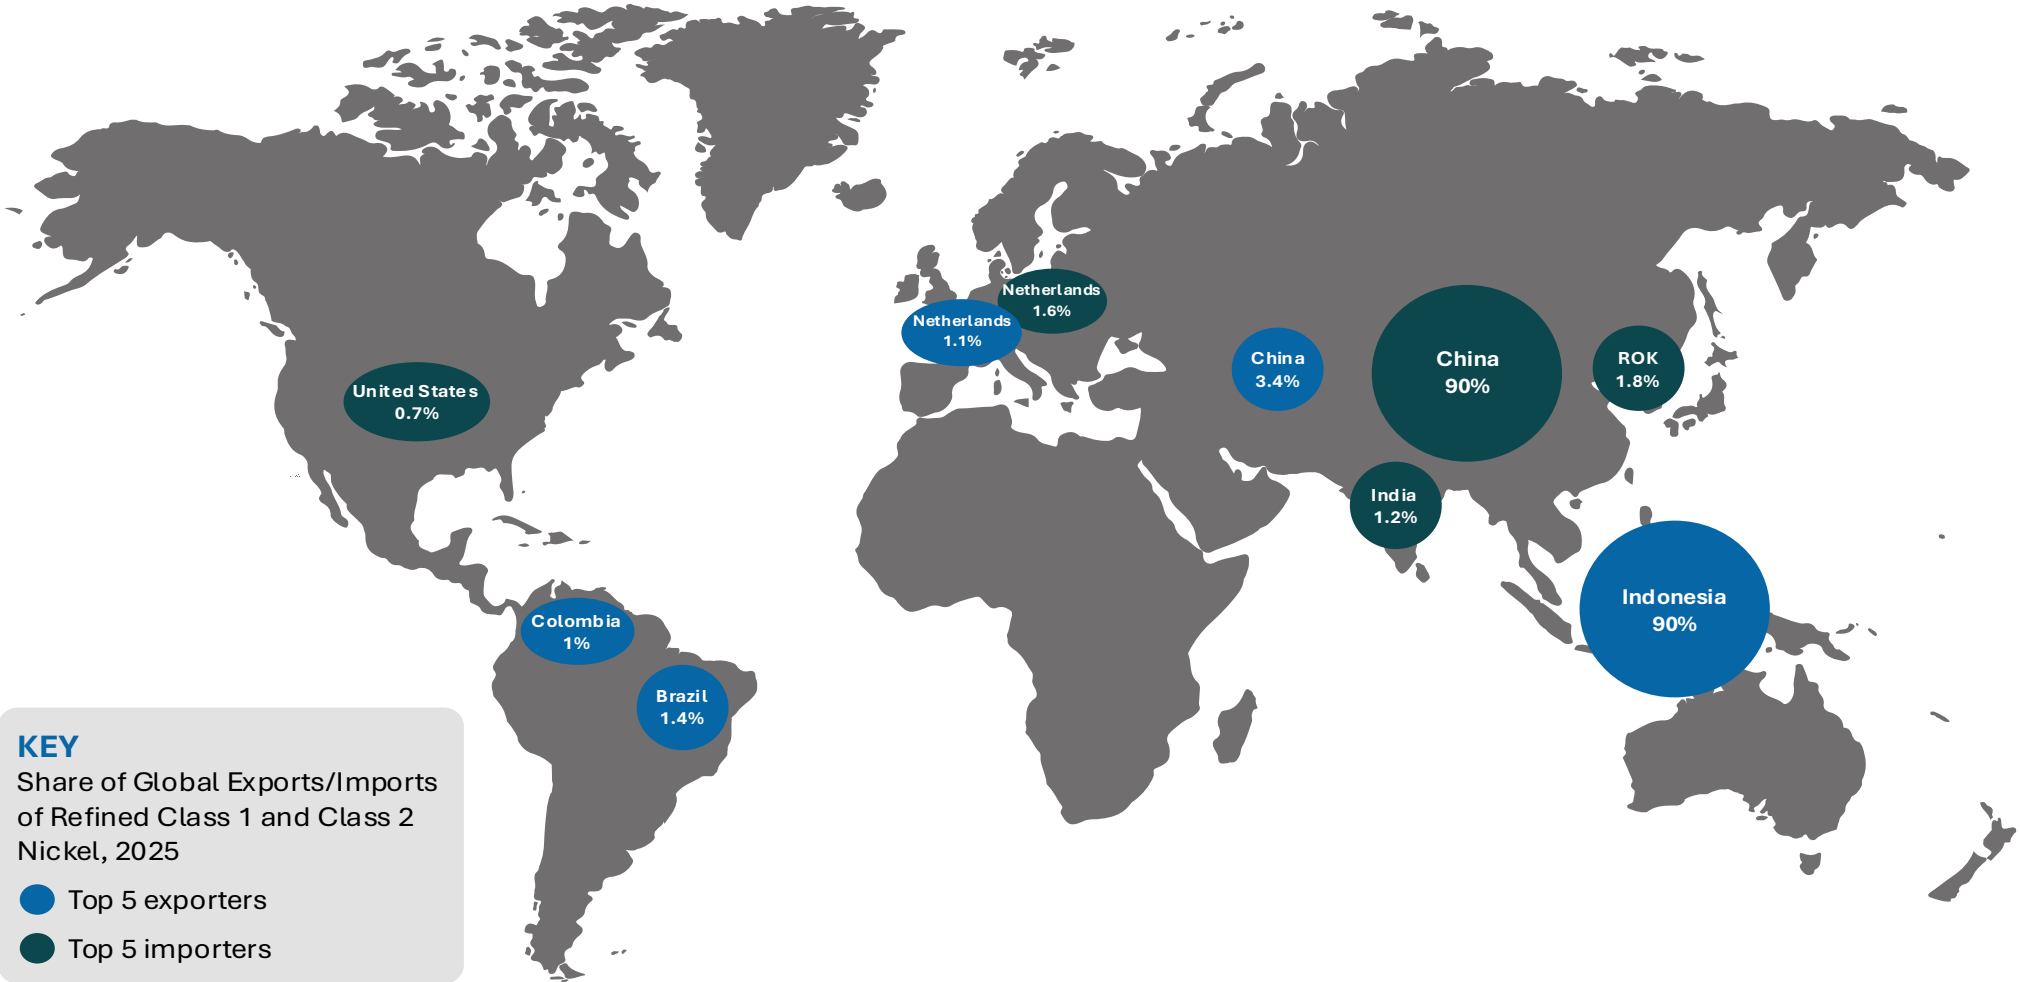 Netherlands
1.6%
Netherlands
1.1%
China
3.4%
China
90%
ROK
1.8%
United States
0.7%
India
1.2%
Indonesia
90%
Colombia
1%
Brazil
1.4%
KEY
Share of Global Exports/Imports
of Refined Class 1 and Class 2
Nickel, 2025
Top 5 exporters
Top 5 importers